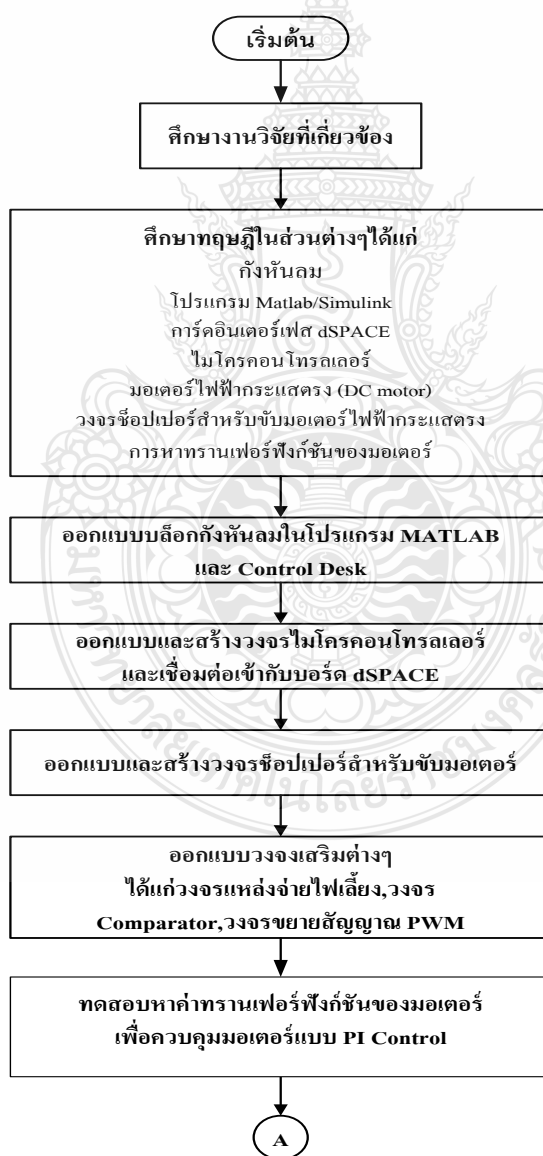 เริ่มต้น
ศึกษางานวิจัยที่เกี่ยวข้อง
ศึกษาทฤษฎีในส่วนต่างๆได้แก่
กังหันลม
โปรแกรม Matlab/Simulink
การ์ดอินเตอร์เฟส dSPACE
ไมโครคอนโทรลเลอร์
มอเตอร์ไฟฟ้ากระแสตรง (DC motor)
วงจรช็อปเปอร์สำหรับขับมอเตอร์ไฟฟ้ากระแสตรง
การหาทรานเฟอร์ฟังก์ชันของมอเตอร์
ออกแบบบล็อกกังหันลมในโปรแกรม MATLAB
และ Control Desk
ออกแบบและสร้างวงจรไมโครคอนโทรลเลอร์
และเชื่อมต่อเข้ากับบอร์ด dSPACE
ออกแบบและสร้างวงจรช็อปเปอร์สำหรับขับมอเตอร์
ออกแบบวงจงเสริมต่างๆ
ได้แก่วงจรแหล่งจ่ายไฟเลี้ยง,วงจร
Comparator,วงจรขยายสัญญาณ PWM
ทดสอบหาค่าทรานเฟอร์ฟังก์ชันของมอเตอร์
เพื่อควบคุมมอเตอร์แบบ PI Control
A